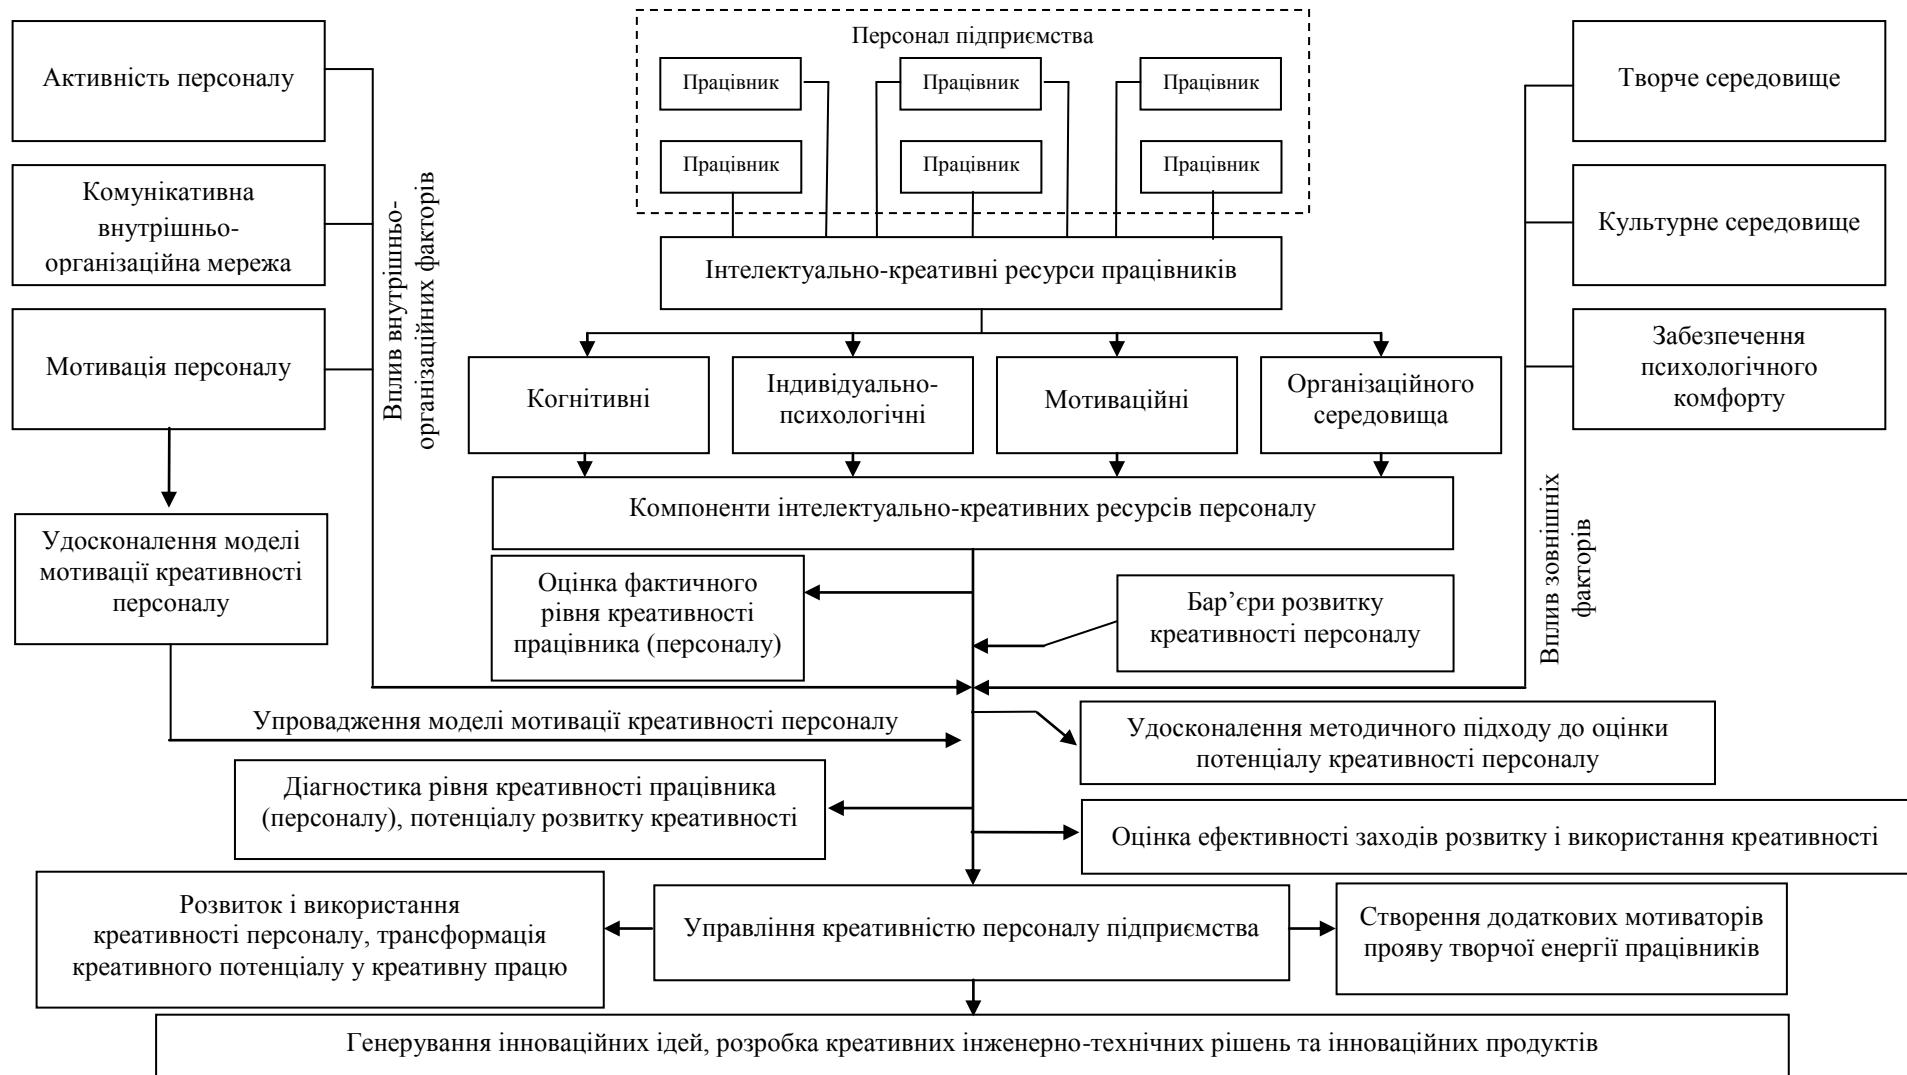 Персонал підприємства
Активність персоналу
Працівник
Працівник
Працівник
Творче середовище
Працівник
Працівник
Працівник
Комунікативна
внутрішньо-
організаційна мережа
Вплив внутрішньо-
організаційних факторів
Культурне середовище
Інтелектуально-креативні ресурси працівників
Мотивація персоналу
Забезпечення
психологічного
комфорту
Когнітивні
Індивідуально-
психологічні
Мотиваційні
Організаційного
середовища
Компоненти інтелектуально-креативних ресурсів персоналу
Вплив зовнішніх
факторів
Удосконалення моделі
мотивації креативності
персоналу
Оцінка фактичного
рівня креативності
працівника (персоналу)
Бар’єри розвитку
креативності персоналу
Упровадження моделі мотивації креативності персоналу
Удосконалення методичного підходу до оцінки
потенціалу креативності персоналу
Діагностика рівня креативності працівника
(персоналу), потенціалу розвитку креативності
Оцінка ефективності заходів розвитку і використання креативності
Розвиток і використання
креативності персоналу, трансформація
креативного потенціалу у креативну працю
Управління креативністю персоналу підприємства
Створення додаткових мотиваторів
прояву творчої енергії працівників
Генерування інноваційних ідей, розробка креативних інженерно-технічних рішень та інноваційних продуктів